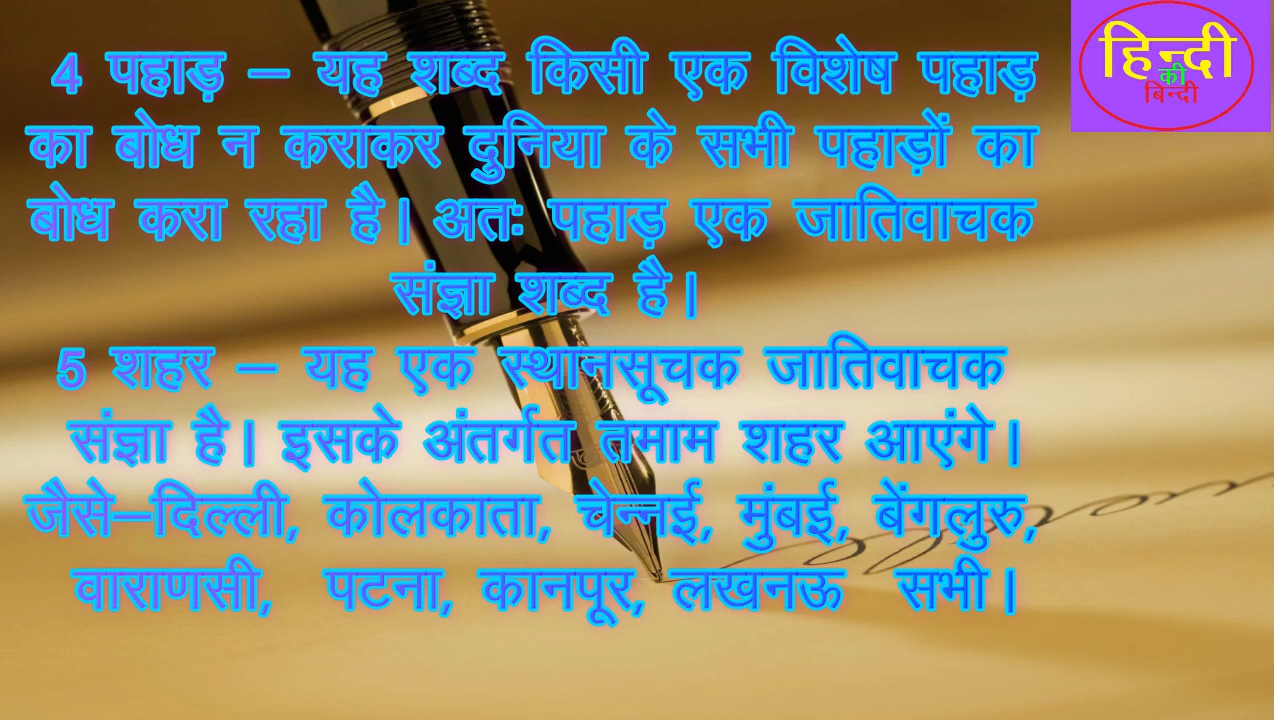 4 पहाड़ – यह शब्द किसी एक विशेष पहाड़
का बोध न कराकर दुनिया के सभी पहाड़ों का
बोध करा रहा है। अतः पहाड़ एक जातिवाचक
संज्ञा शब्द है।
5 शहर – यह एक स्थानसूचक जातिवाचक
संज्ञा है। इसके अंतर्गत तमाम शहर आएंगे।
जैसे–दिल्ली, कोलकाता, चेन्नई, मुंबई, बेंगलुरु,
वाराणसी, पटना, कानपूर, लखनऊ सभी।
हिन्दी
की
बिन्दी